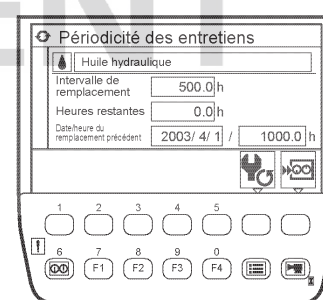 ENT
Périodicité des entretiens
Huile hydraulique
Intervalle de remplacement 500.0 h
Heures restantes 0.0 h
Date/heure du remplacement précédent 2003/ 4/ 1 / 1000.0 h
1 2 3 4 5
! 6 7 8 9 0
F1 F2 F3 F4